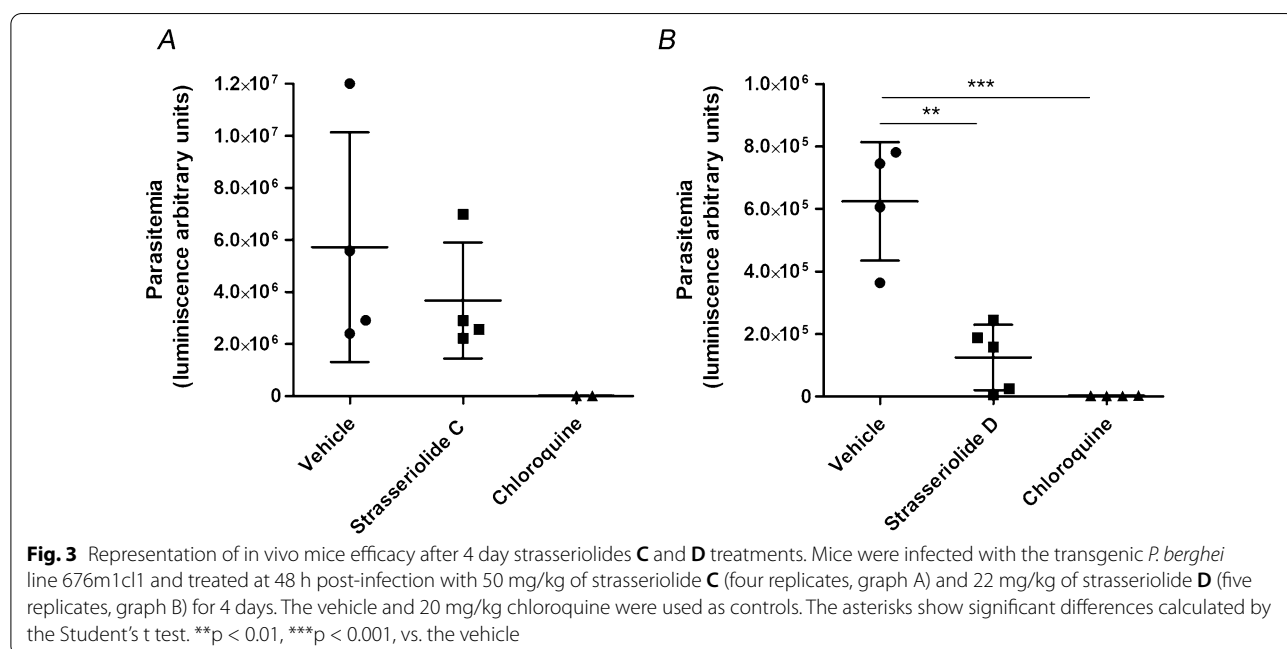 A
Parasitemia
(luminiscence arbitrary units)
1.2×10⁷
1.0×10⁷
8.0×10⁶
6.0×10⁶
4.0×10⁶
2.0×10⁶
0
Vehicle
Strasseriolide C
Chloroquine
B
Parasitemia
(luminiscence arbitrary units)
1.0×10⁶
8.0×10⁵
6.0×10⁵
4.0×10⁵
2.0×10⁵
0
***
**
Vehicle
Strasseriolide D
Chloroquine
Fig. 3 Representation of in vivo mice efficacy after 4 day strasseriolides C and D treatments. Mice were infected with the transgenic P. berghei
line 676m1cl1 and treated at 48 h post-infection with 50 mg/kg of strasseriolide C (four replicates, graph A) and 22 mg/kg of strasseriolide D (five
replicates, graph B) for 4 days. The vehicle and 20 mg/kg chloroquine were used as controls. The asterisks show significant differences calculated by
the Student's t test. **p < 0.01, ***p < 0.001, vs. the vehicle